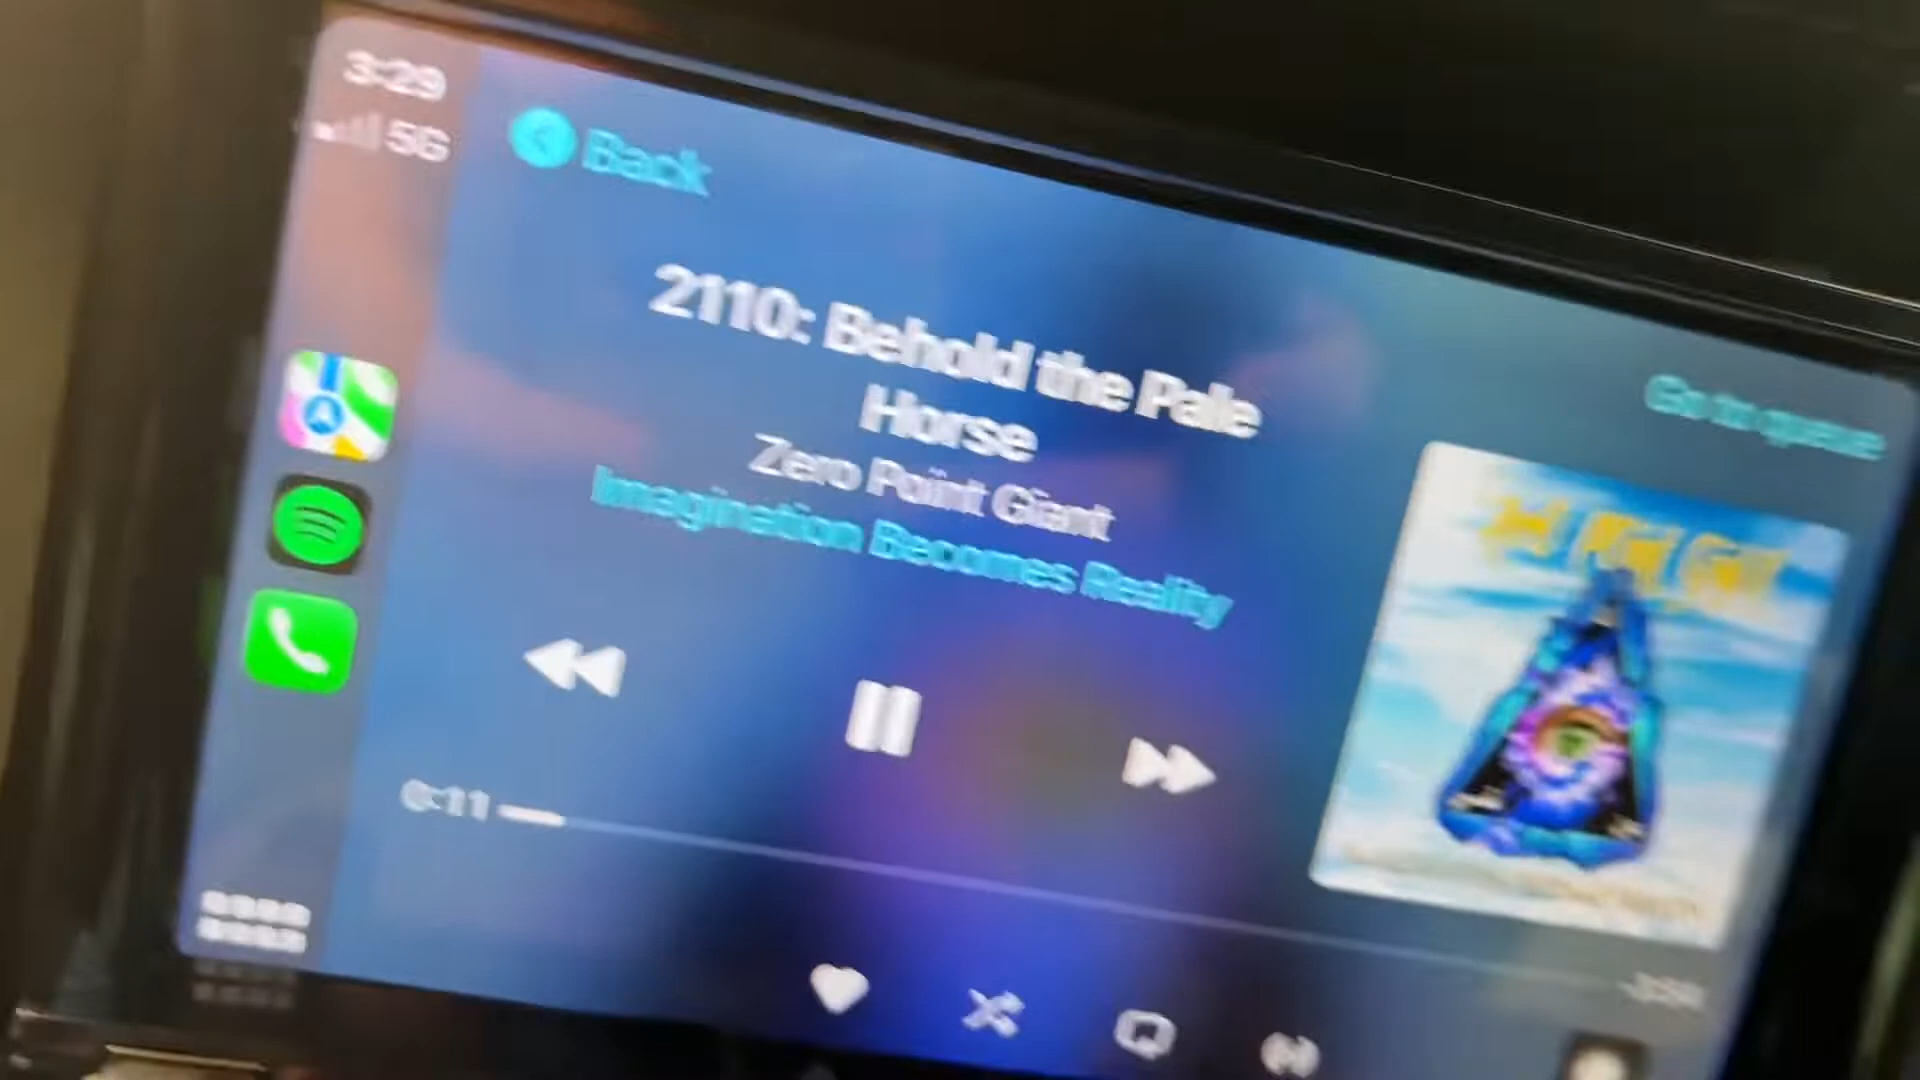 3:29
5G
Back
2110: Behold the Pale
Horse
Zero Point Giant
Imagination Becomes Reality
Go to queue
0:11